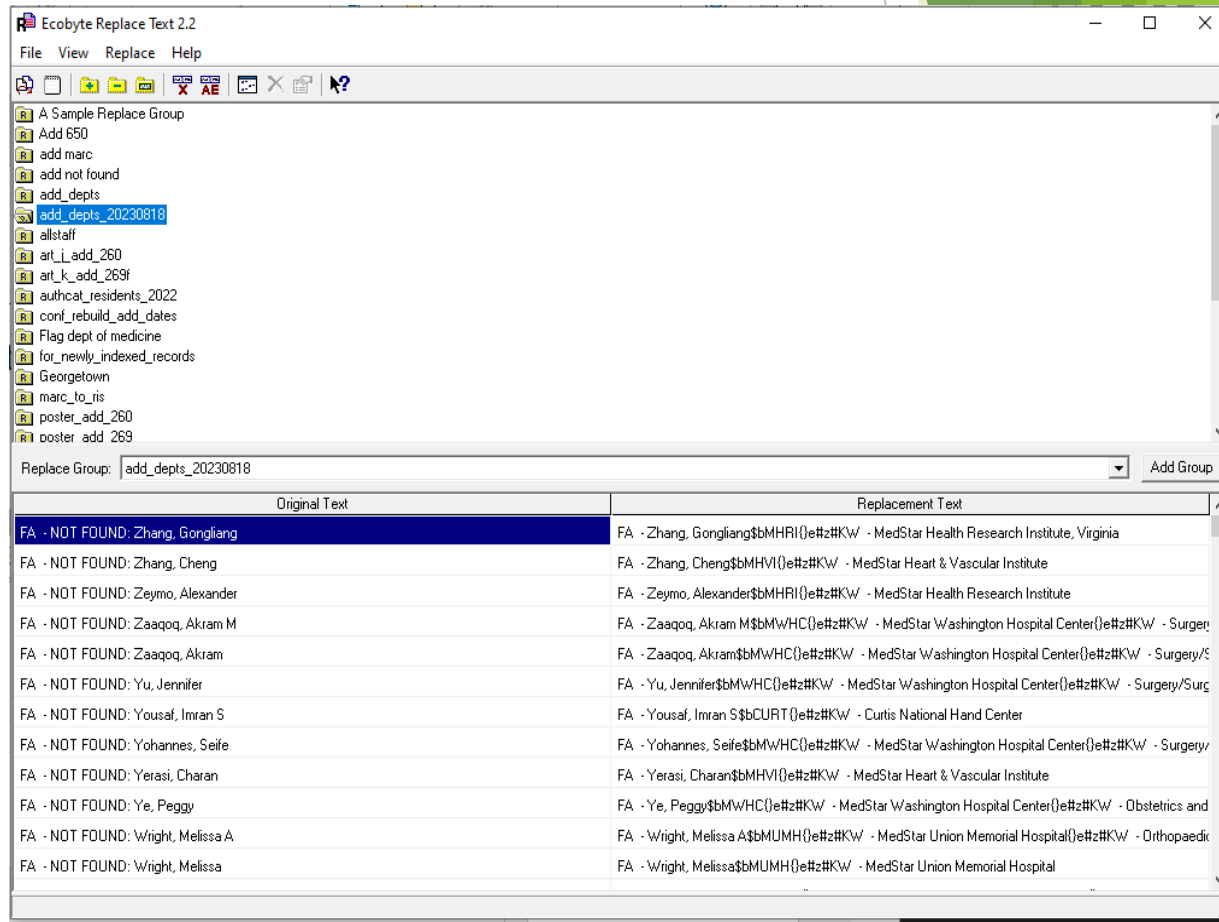 Ecobyte Replace Text 2.2
File View Replace Help
A Sample Replace Group
Add 650
add marc
add not found
add_depts
add_depts_20230818
allstaff
art_j_add_260
art_k_add_269f
authcat_residents_2022
conf_rebuild_add_dates
Flag dept of medicine
for_newly_indexed_records
Georgetown
marc_to_ris
poster_add_260
poster_add_269
Replace Group: add_depts_20230818 Add Group
Original Text Replacement Text
FA - NOT FOUND: Zhang, Gongliang FA - Zhang, Gongliang$bMHRI{}e#z#KW - MedStar Health Research Institute, Virginia
FA - NOT FOUND: Zhang, Cheng FA - Zhang, Cheng$bMHVI{}e#z#KW - MedStar Heart & Vascular Institute
FA - NOT FOUND: Zeymo, Alexander FA - Zeymo, Alexander$bMHRI{}e#z#KW - MedStar Health Research Institute
FA - NOT FOUND: Zaaqoq, Akram M FA - Zaaqoq, Akram M$bMWHC{}e#z#KW - MedStar Washington Hospital Center{}e#z#KW - Surgery
FA - NOT FOUND: Zaaqoq, Akram FA - Zaaqoq, Akram$bMWHC{}e#z#KW - MedStar Washington Hospital Center{}e#z#KW - Surgery/S
FA - NOT FOUND: Yu, Jennifer FA - Yu, Jennifer$bMWHC{}e#z#KW - MedStar Washington Hospital Center{}e#z#KW - Surgery/Surg
FA - NOT FOUND: Yousaf, Imran S FA - Yousaf, Imran S$bCURT{}e#z#KW - Curtis National Hand Center
FA - NOT FOUND: Yohannes, Seife FA - Yohannes, Seife$bMWHC{}e#z#KW - MedStar Washington Hospital Center{}e#z#KW - Surgery/
FA - NOT FOUND: Yerasi, Charan FA - Yerasi, Charan$bMHVI{}e#z#KW - MedStar Heart & Vascular Institute
FA - NOT FOUND: Ye, Peggy FA - Ye, Peggy$bMWHC{}e#z#KW - MedStar Washington Hospital Center{}e#z#KW - Obstetrics and
FA - NOT FOUND: Wright, Melissa A FA - Wright, Melissa A$bMUMH{}e#z#KW - MedStar Union Memorial Hospital{}e#z#KW - Orthopaedic
FA - NOT FOUND: Wright, Melissa FA - Wright, Melissa$bMUMH{}e#z#KW - MedStar Union Memorial Hospital